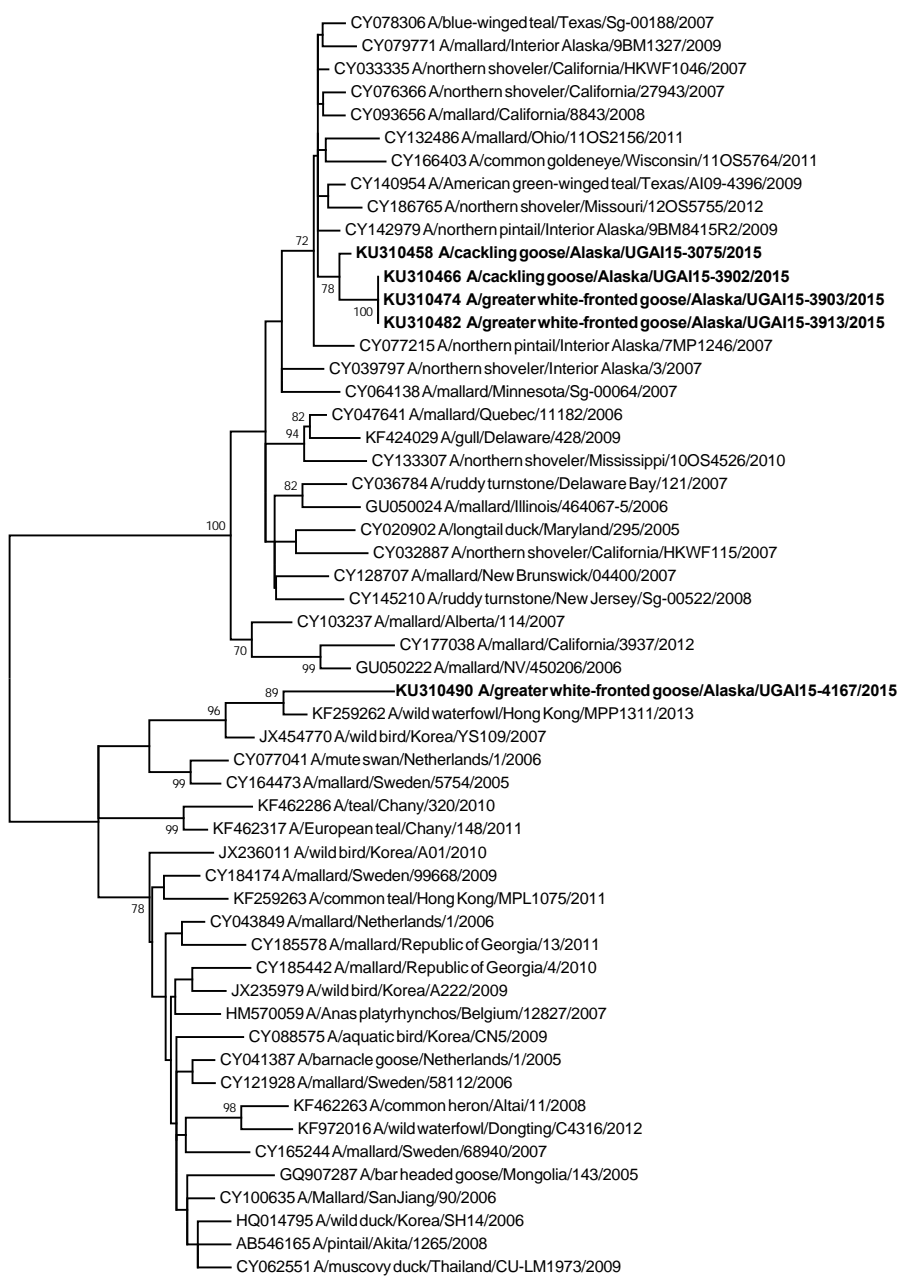 CY078306 A/blue-winged teal/Texas/Sg-00188/2007
CY079771 A/mallard/Interior Alaska/9BM1327/2009
CY033335 A/northern shoveler/California/HKWF1046/2007
CY076366 A/northern shoveler/California/27943/2007
CY093656 A/mallard/California/8843/2008
CY132486 A/mallard/Ohio/11OS2156/2011
CY166403 A/common goldeneye/Wisconsin/11OS5764/2011
CY140954 A/American green-winged teal/Texas/AI09-4396/2009
CY186765 A/northern shoveler/Missouri/12OS5755/2012
CY142979 A/northern pintail/Interior Alaska/9BM8415R2/2009
72
KU310458 A/cackling goose/Alaska/UGAI15-3075/2015
KU310466 A/cackling goose/Alaska/UGAI15-3902/2015
78
KU310474 A/greater white-fronted goose/Alaska/UGAI15-3903/2015
100
KU310482 A/greater white-fronted goose/Alaska/UGAI15-3913/2015
CY077215 A/northern pintail/Interior Alaska/7MP1246/2007
CY039797 A/northern shoveler/Interior Alaska/3/2007
CY064138 A/mallard/Minnesota/Sg-00064/2007
82
CY047641 A/mallard/Quebec/11182/2006
94
KF424029 A/gull/Delaware/428/2009
CY133307 A/northern shoveler/Mississippi/10OS4526/2010
82
CY036784 A/ruddy turnstone/Delaware Bay/121/2007
GU050024 A/mallard/Illinois/464067-5/2006
100
CY020902 A/longtail duck/Maryland/295/2005
CY032887 A/northern shoveler/California/HKWF115/2007
CY128707 A/mallard/New Brunswick/04400/2007
CY145210 A/ruddy turnstone/New Jersey/Sg-00522/2008
CY103237 A/mallard/Alberta/114/2007
70
CY177038 A/mallard/California/3937/2012
99
GU050222 A/mallard/NV/450206/2006
89
KU310490 A/greater white-fronted goose/Alaska/UGAI15-4167/2015
96
KF259262 A/wild waterfowl/Hong Kong/MPP1311/2013
JX454770 A/wild bird/Korea/YS109/2007
CY077041 A/mute swan/Netherlands/1/2006
99
CY164473 A/mallard/Sweden/5754/2005
KF462286 A/teal/Chany/320/2010
99
KF462317 A/European teal/Chany/148/2011
JX236011 A/wild bird/Korea/A01/2010
CY184174 A/mallard/Sweden/99668/2009
78
KF259263 A/common teal/Hong Kong/MPL1075/2011
CY043849 A/mallard/Netherlands/1/2006
CY185578 A/mallard/Republic of Georgia/13/2011
CY185442 A/mallard/Republic of Georgia/4/2010
JX235979 A/wild bird/Korea/A222/2009
HM570059 A/Anas platyrhynchos/Belgium/12827/2007
CY088575 A/aquatic bird/Korea/CN5/2009
CY041387 A/barnacle goose/Netherlands/1/2005
CY121928 A/mallard/Sweden/58112/2006
98
KF462263 A/common heron/Altai/11/2008
KF972016 A/wild waterfowl/Dongting/C4316/2012
CY165244 A/mallard/Sweden/68940/2007
GQ907287 A/bar headed goose/Mongolia/143/2005
CY100635 A/Mallard/SanJiang/90/2006
HQ014795 A/wild duck/Korea/SH14/2006
AB546165 A/pintail/Akita/1265/2008
CY062551 A/muscovy duck/Thailand/CU-LM1973/2009